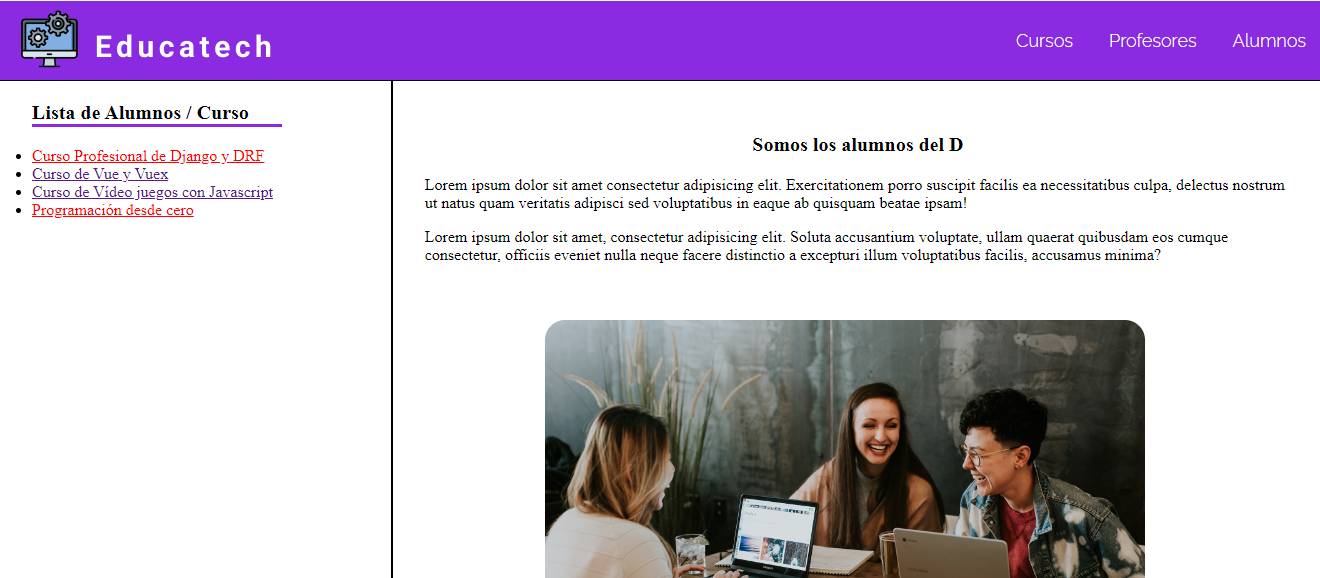 Educatech
Cursos Profesores Alumnos
Lista de Alumnos / Curso
Curso Profesional de Django y DRF
Curso de Vue y Vuex
Curso de Vídeo juegos con Javascript
Programación desde cero
Somos los alumnos del D
Lorem ipsum dolor sit amet consectetur adipisicing elit. Exercitationem porro suscipit facilis ea necessitatibus culpa, delectus nostrum
ut natus quam veritatis adipisci sed voluptatibus in eaque ab quisquam beatae ipsam!
Lorem ipsum dolor sit amet, consectetur adipisicing elit. Soluta accusantium voluptate, ullam quaerat quibusdam eos cumque
consectetur, officiis eveniet nulla neque facere distinctio a excepturi illum voluptatibus facilis, accusamus minima?